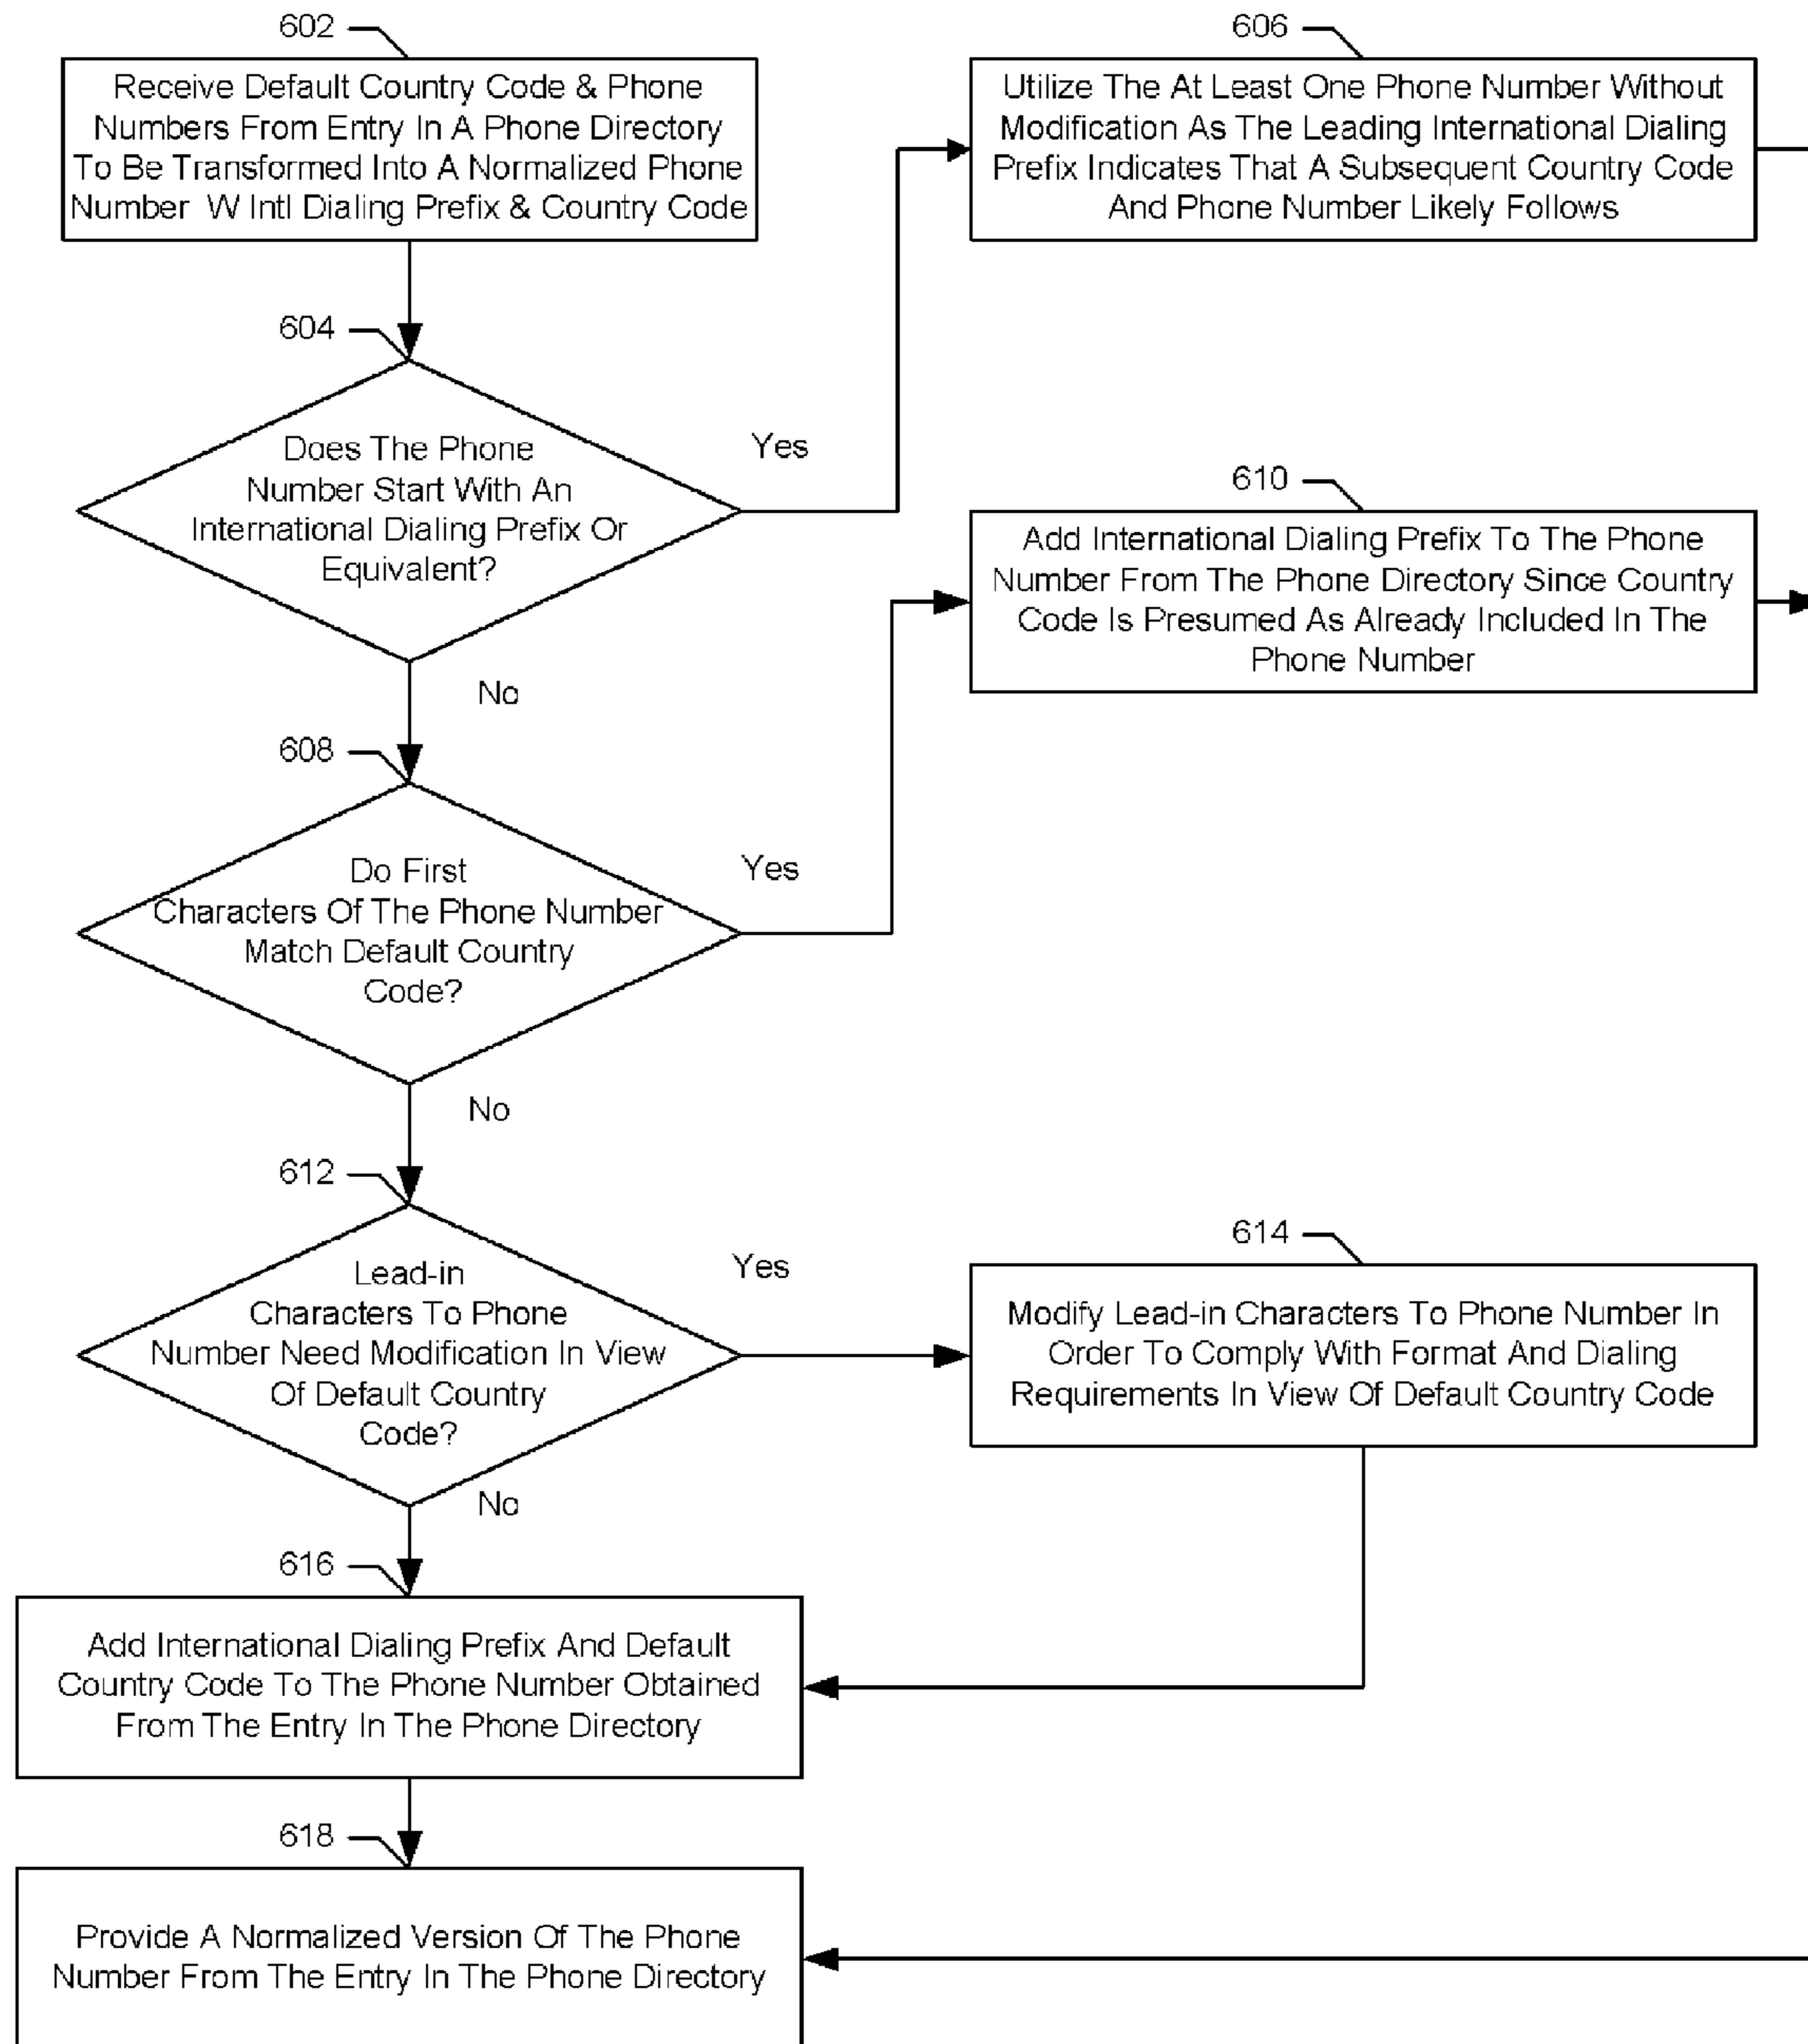 602
Receive Default Country Code & Phone
Numbers From Entry In A Phone Directory
To Be Transformed Into A Normalized Phone
Number W Intl Dialing Prefix & Country Code
606
Utilize The At Least One Phone Number Without
Modification As The Leading International Dialing
Prefix Indicates That A Subsequent Country Code
And Phone Number Likely Follows
604
Does The Phone
Number Start With An
International Dialing Prefix Or
Equivalent?
Yes
No
610
Add International Dialing Prefix To The Phone
Number From The Phone Directory Since Country
Code Is Presumed As Already Included In The
Phone Number
608
Do First
Characters Of The Phone Number
Match Default Country
Code?
Yes
No
612
Lead-in
Characters To Phone
Number Need Modification In View
Of Default Country
Code?
Yes
No
614
Modify Lead-in Characters To Phone Number In
Order To Comply With Format And Dialing
Requirements In View Of Default Country Code
616
Add International Dialing Prefix And Default
Country Code To The Phone Number Obtained
From The Entry In The Phone Directory
618
Provide A Normalized Version Of The Phone
Number From The Entry In The Phone Directory